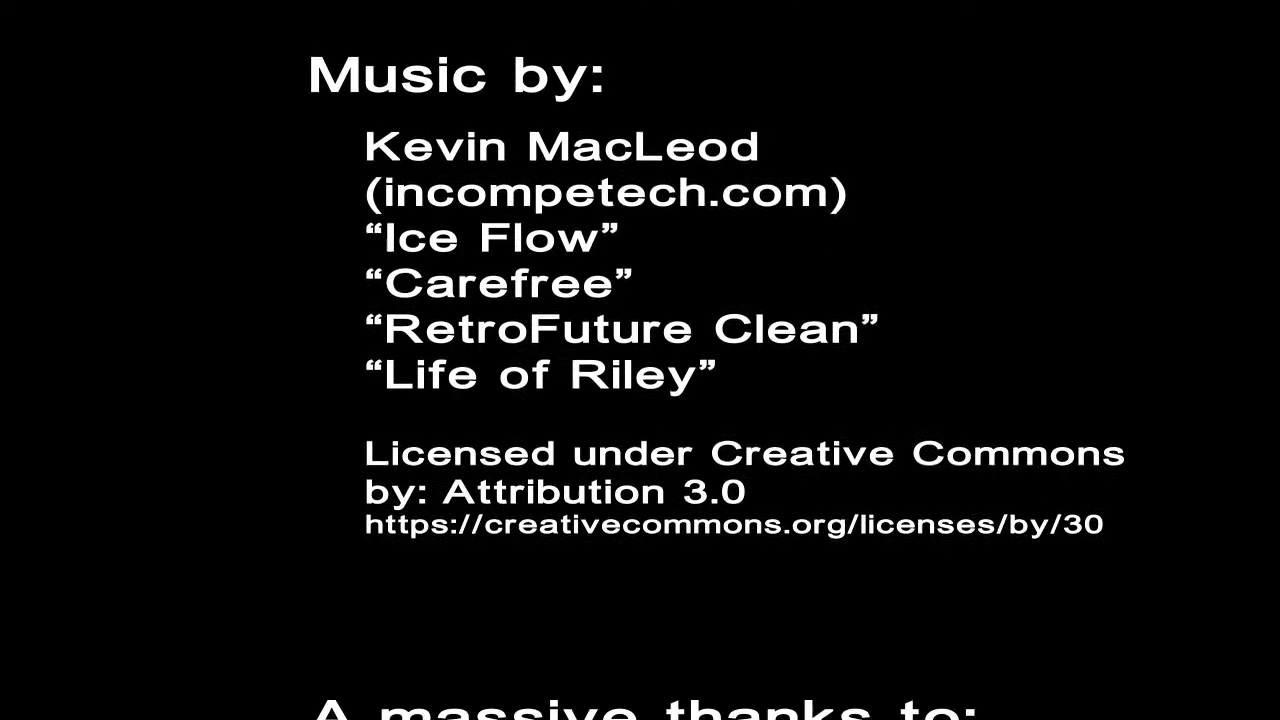 Music by:
Kevin MacLeod
(incompetech.com)
“Ice Flow”
“Carefree”
“RetroFuture Clean”
“Life of Riley”
Licensed under Creative Commons
by: Attribution 3.0
https://creativecommons.org/licenses/by/30
A massive thanks to: